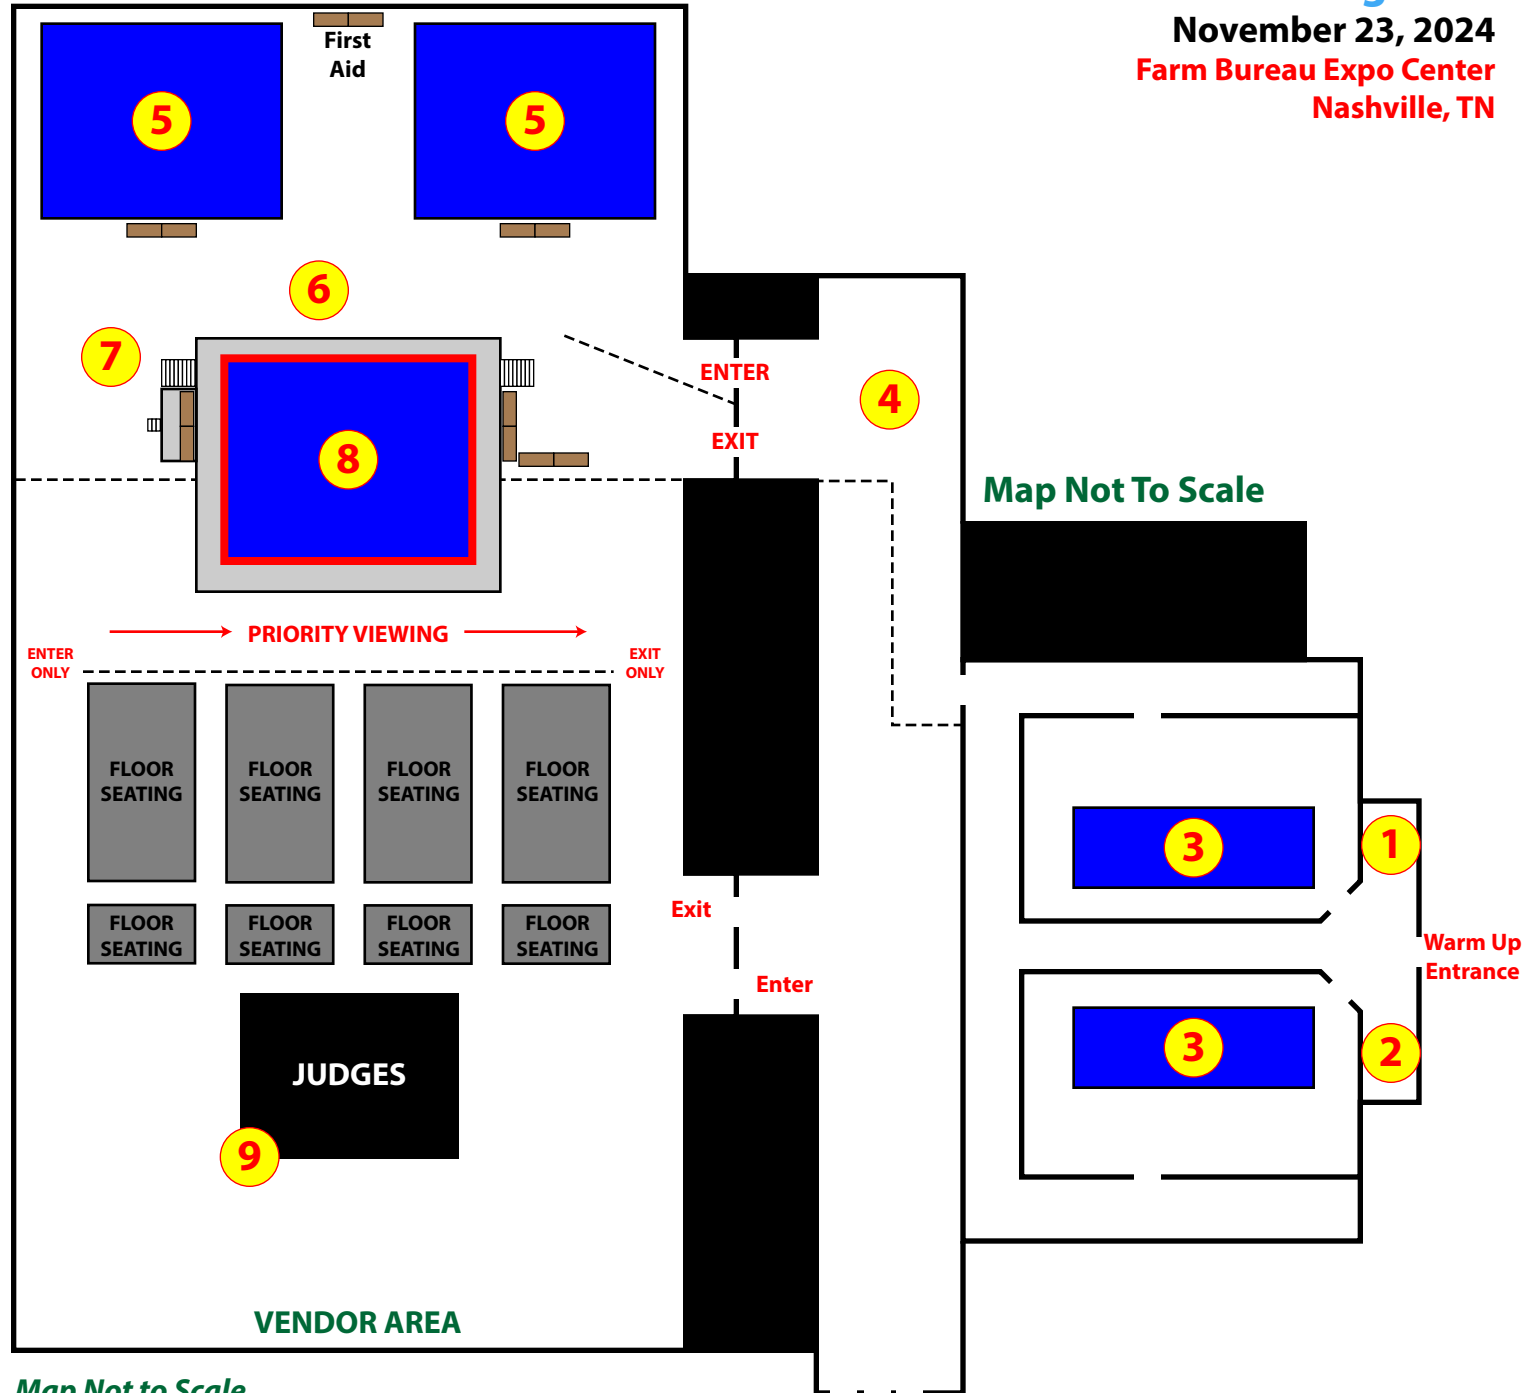 November 23, 2024
Farm Bureau Expo Center
Nashville, TN
First
Aid
5
5
6
7
ENTER
4
EXIT
8
Map Not To Scale
PRIORITY VIEWING
ENTER
ONLY
EXIT
ONLY
FLOOR
SEATING
FLOOR
SEATING
FLOOR
SEATING
FLOOR
SEATING
3
1
Exit
FLOOR
SEATING
FLOOR
SEATING
FLOOR
SEATING
FLOOR
SEATING
Warm Up
Entrance
Enter
3
2
JUDGES
9
VENDOR AREA
Map Not to Scale